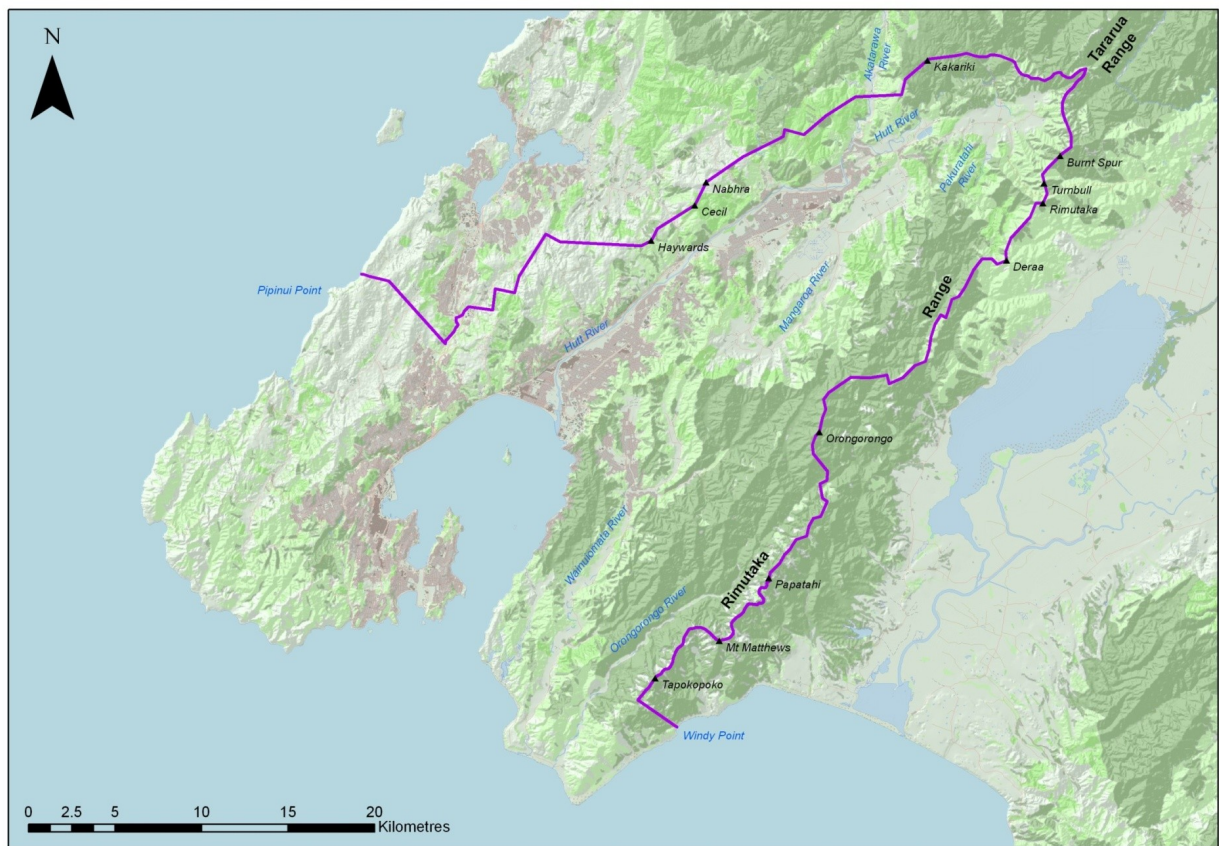 N
Akatarawa
River
Kakariki
Tararua
Range
Hutt River
Pakuratahi
River
Burnt Spur
Turnbull
Rimutaka
Nabhra
Cecil
Haywards
Deraa
Pipinui Point
Mangaroa River
Range
Hutt River
Orongorongo
Wainuiomata River
Rimutaka
Papatahi
Orongorongo River
Mt Matthews
Tapokopoko
Windy Point
0 2.5 5 10 15 20
Kilometres